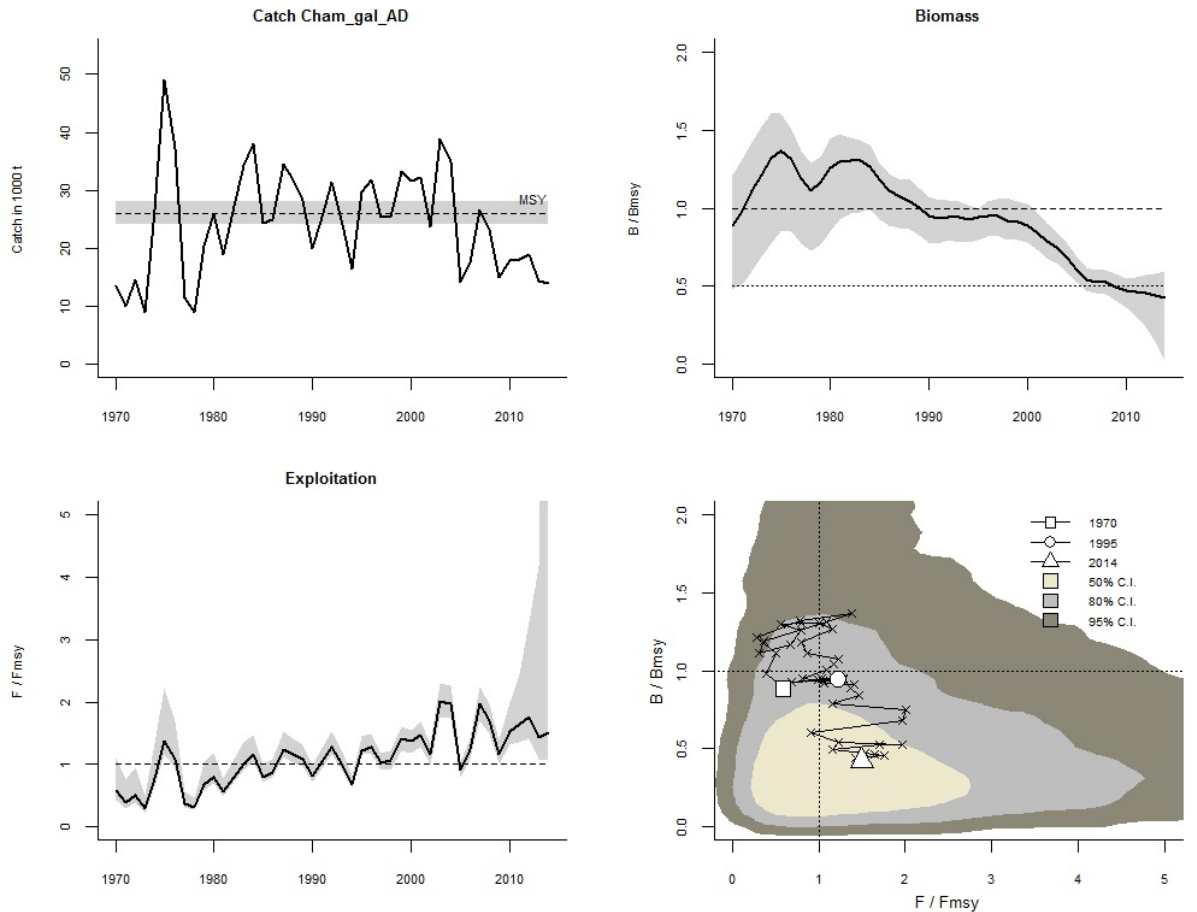 Catch Cham_gal_AD
Catch in 1000 t
50
40
30
20
10
0
MSY
1970 1980 1990 2000 2010
Biomass
B / Bmsy
2.0
1.5
1.0
0.5
0.0
1970 1980 1990 2000 2010
Exploitation
F / Fmsy
5
4
3
2
1
0
1970 1980 1990 2000 2010
B / Bmsy
2.0
1.5
1.0
0.5
0.0
1970
1995
2014
50% C.I.
80% C.I.
95% C.I.
0 1 2 3 4 5
F / Fmsy